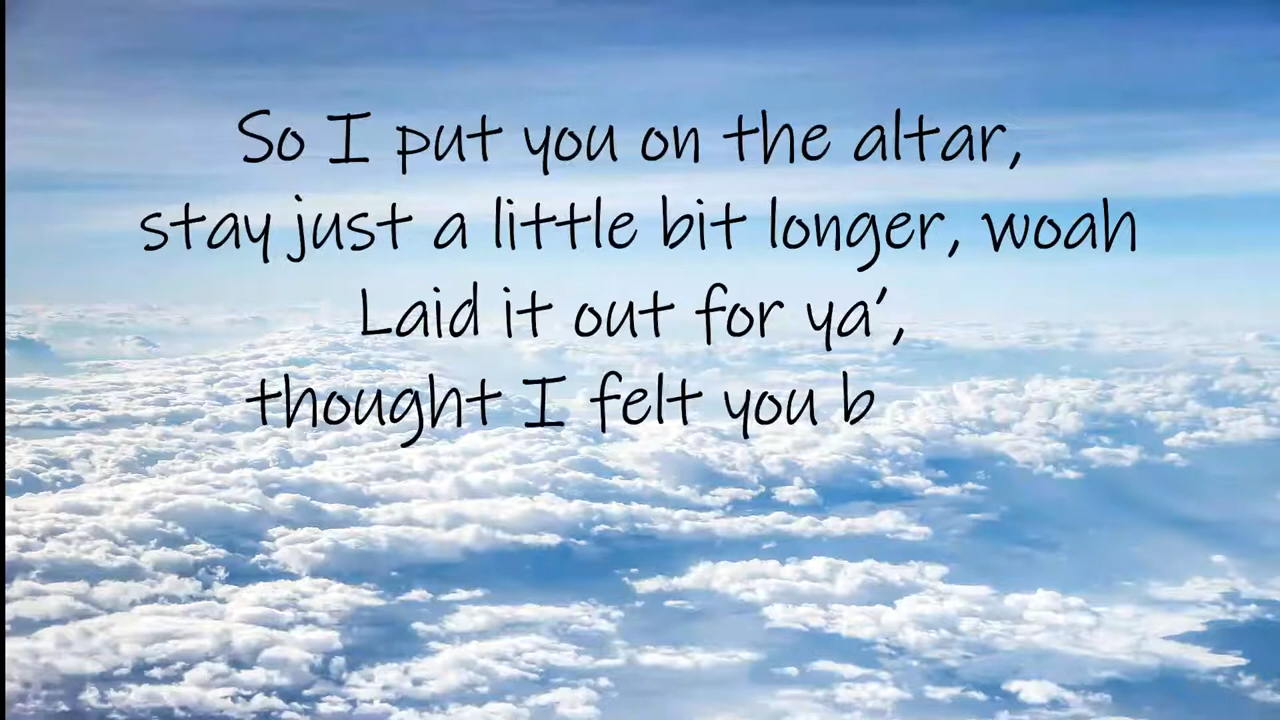 So I put you on the altar,
stay just a little bit longer, woah
Laid it out for ya',
thought I felt you b